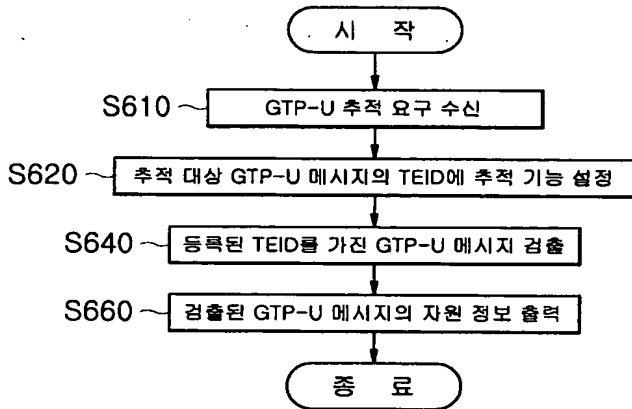 시 작
S610 GTP-U 추적 요구 수신
S620 추적 대상 GTP-U 메시지의 TEID에 추적 기능 설정
S640 등록된 TEID를 가진 GTP-U 메시지 검출
S660 검출된 GTP-U 메시지의 자원 정보 출력
종 료